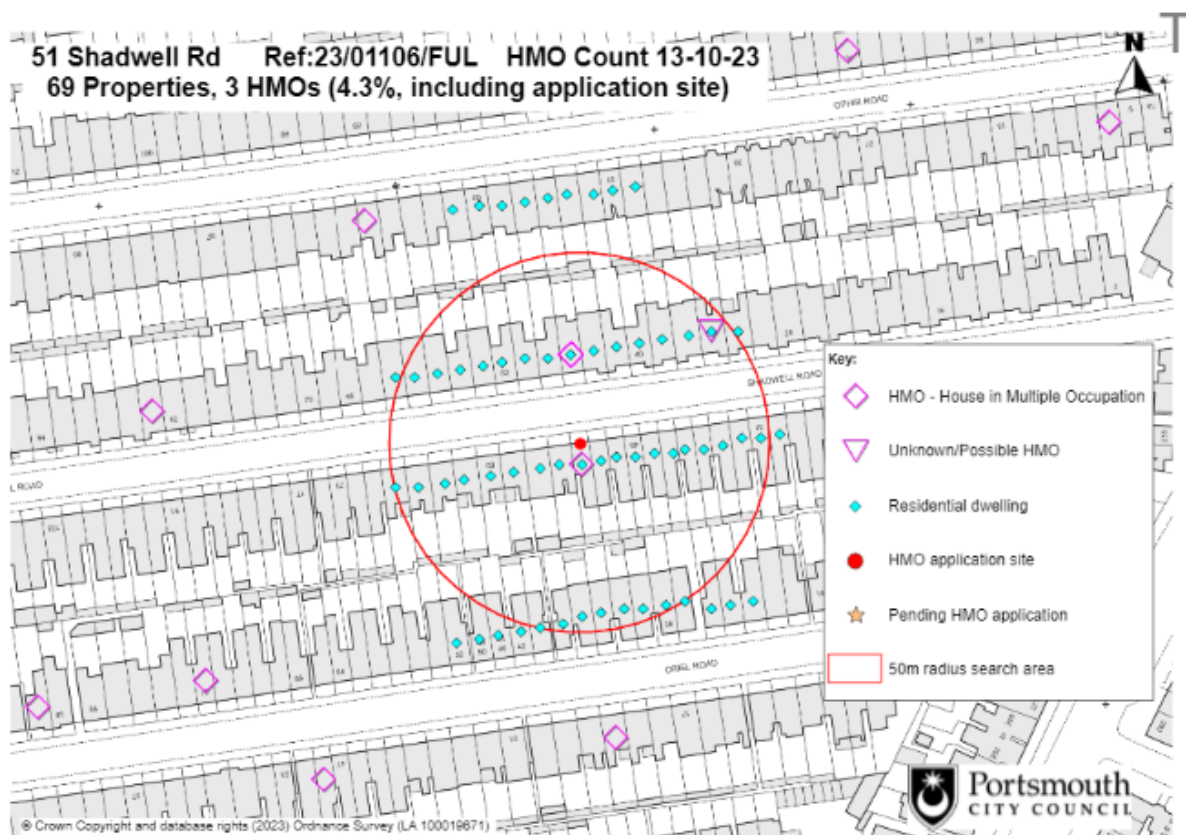 T
51 Shadwell Rd Ref:23/01106/FUL HMO Count 13-10-23
69 Properties, 3 HMOs (4.3%, including application site)
N
OPHIR ROAD
SHADWELL ROAD
L ROAD
ORIEL ROAD
Key:
HMO - House in Multiple Occupation
Unknown/Possible HMO
Residential dwelling
HMO application site
Pending HMO application
50m radius search area
Portsmouth
CITY COUNCIL
© Crown Copyright and database rights (2023) Ordnance Survey (LA 100019671)